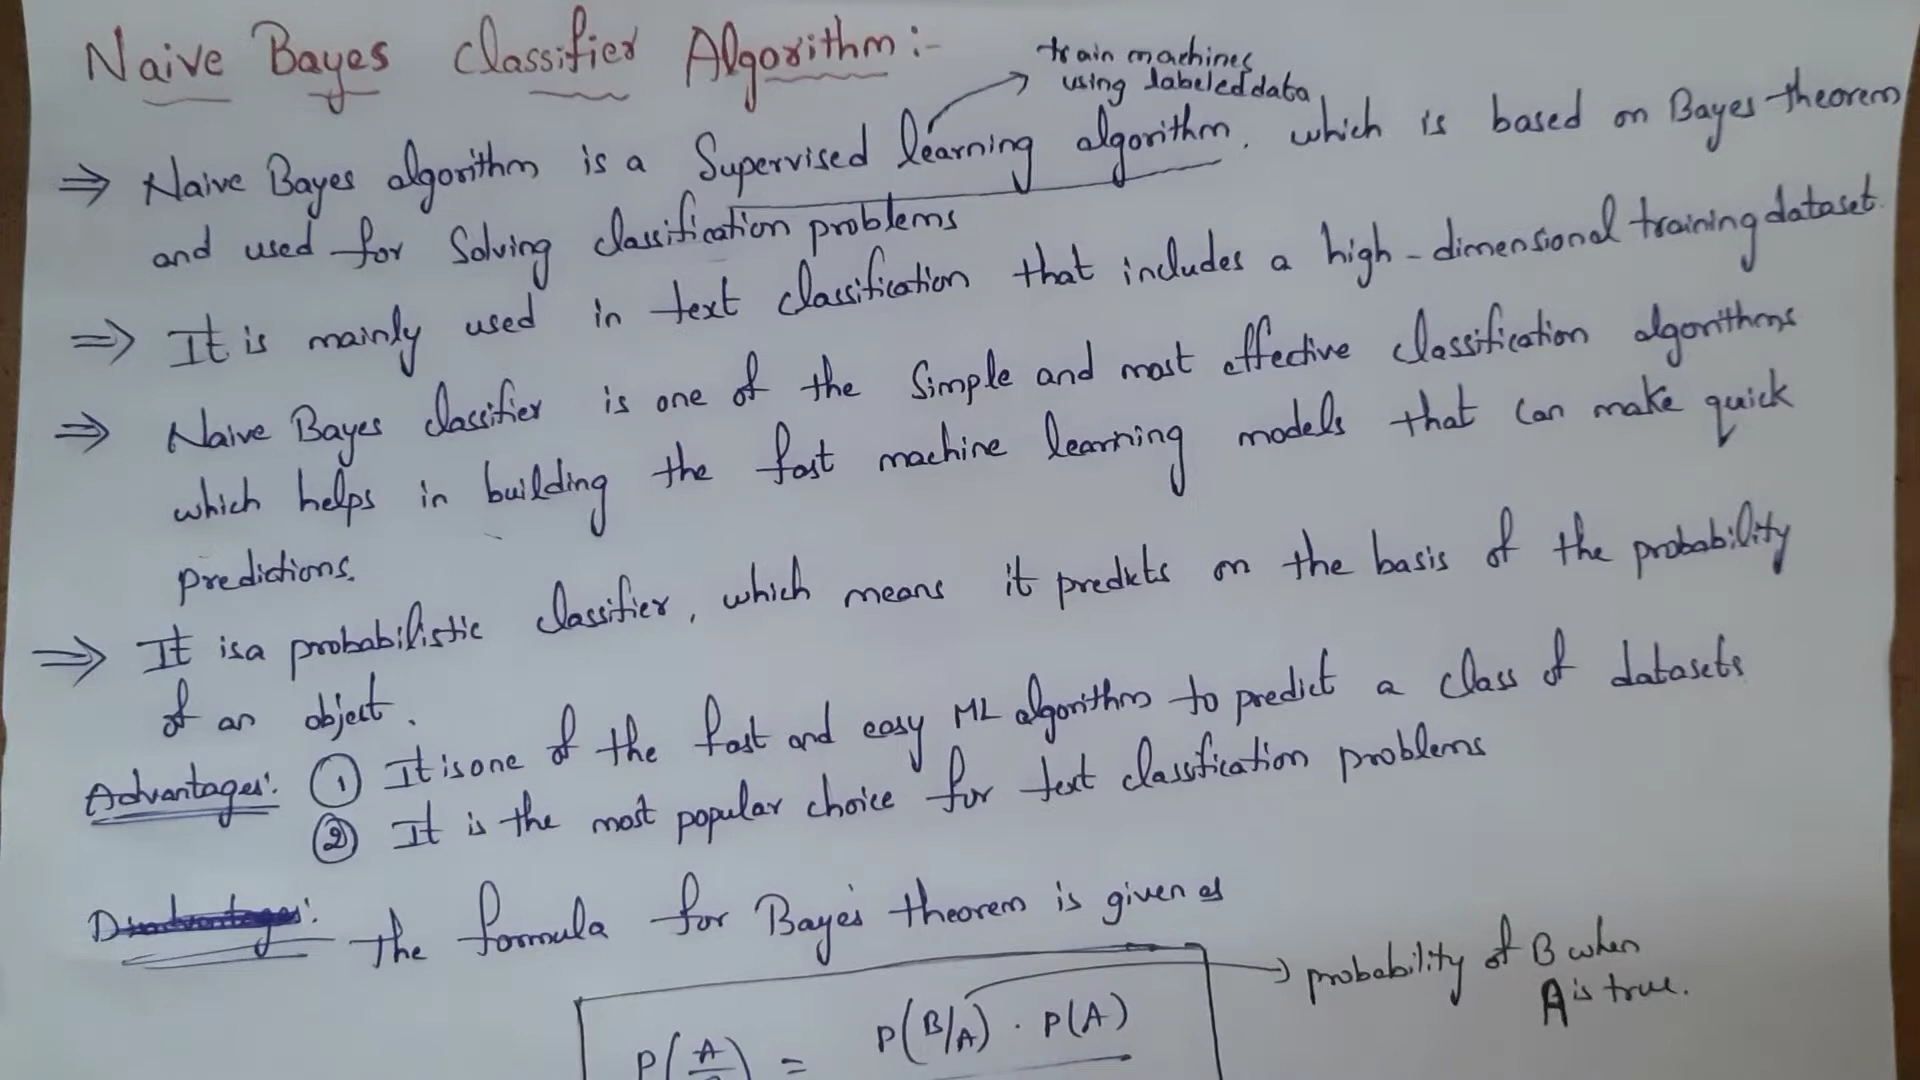 Naive Bayes Classifier Algorithm:-
train machines
using labeled data
⇒ Naive Bayes algorithm is a Supervised learning algorithm, which is based on Bayes theorem
and used for Solving classification problems
⇒ It is mainly used in text classification that includes a high-dimensional training dataset.
⇒ Naive Bayes classifier is one of the Simple and most effective classification algorithms
which helps in building the fast machine learning models that can make quick
predictions.
⇒ It is a probabilistic classifier, which means it predicts on the basis of the probability
of an object.
Advantages: ① It is one of the fast and easy ML algorithms to predict a class of datasets
② It is the most popular choice for text classification problems
Disadvantages: the formula for Baye's theorem is given as
→ probability of B when
A is true.
P(B/A) · P(A)
P(A =